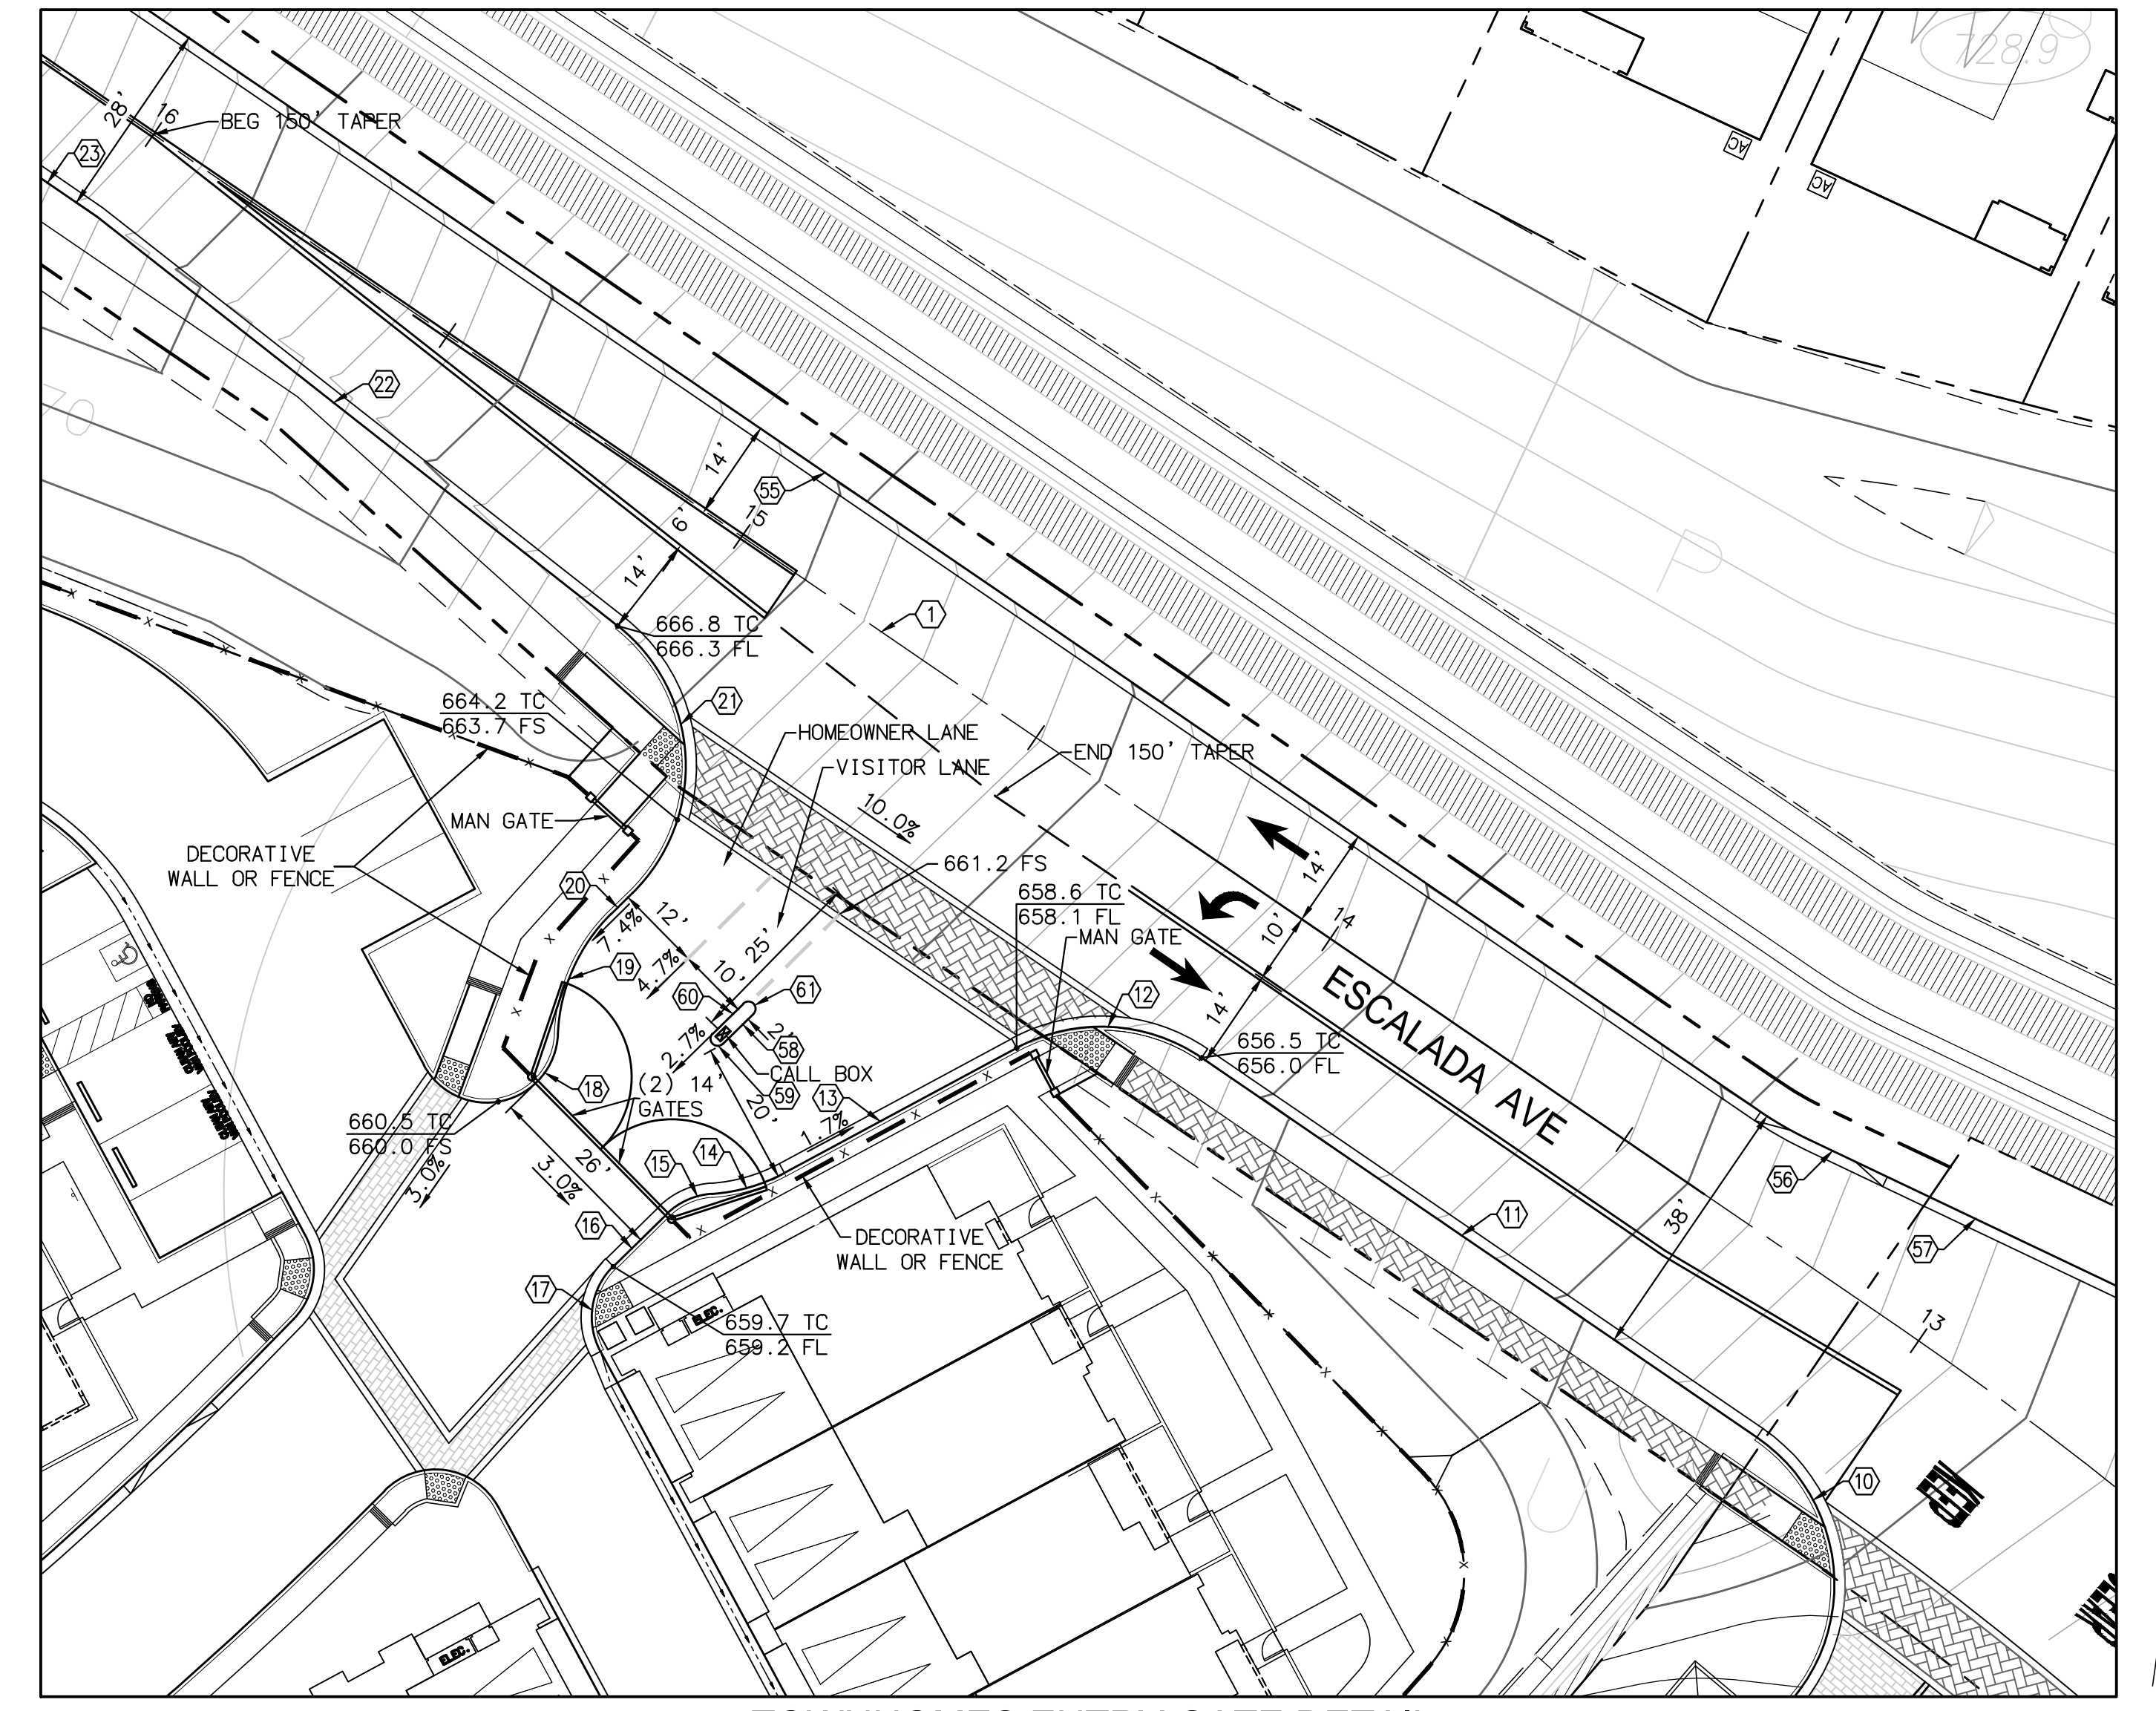 728.9
28'
16
BEG 150' TAPER
AC
AC
23
22
14'
55
6'
15
14'
1
666.8 TC
666.3 FL
664.2 TC
663.7 FS
21
HOMEOWNER LANE
VISITOR LANE
END 150' TAPER
10.0%
MAN GATE
DECORATIVE
WALL OR FENCE
20
12'
7.4%
661.2 FS
658.6 TC
658.1 FL
MAN GATE
14'
10'
14
14'
ESCALADA AVE
19
4.7%
10'
25'
60
61
12
2.7%
2'
58
CALL BOX
59
656.5 TC
656.0 FL
18
(2) 14'
GATES
20'
13
1.7%
660.5 TC
660.0 FS
3.0%
26'
3.0%
15
14
16
DECORATIVE
WALL OR FENCE
56
11
38'
57
17
ELEC.
659.7 TC
659.2 FL
13
10
ELEC.